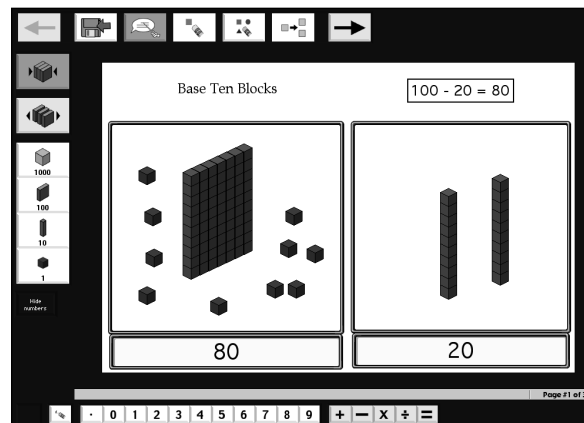 Base Ten Blocks
100 - 20 = 80
1000
100
10
1
Hide
numbers
80
20
Page #1 of 3
. 0 1 2 3 4 5 6 7 8 9 + − x ÷ =